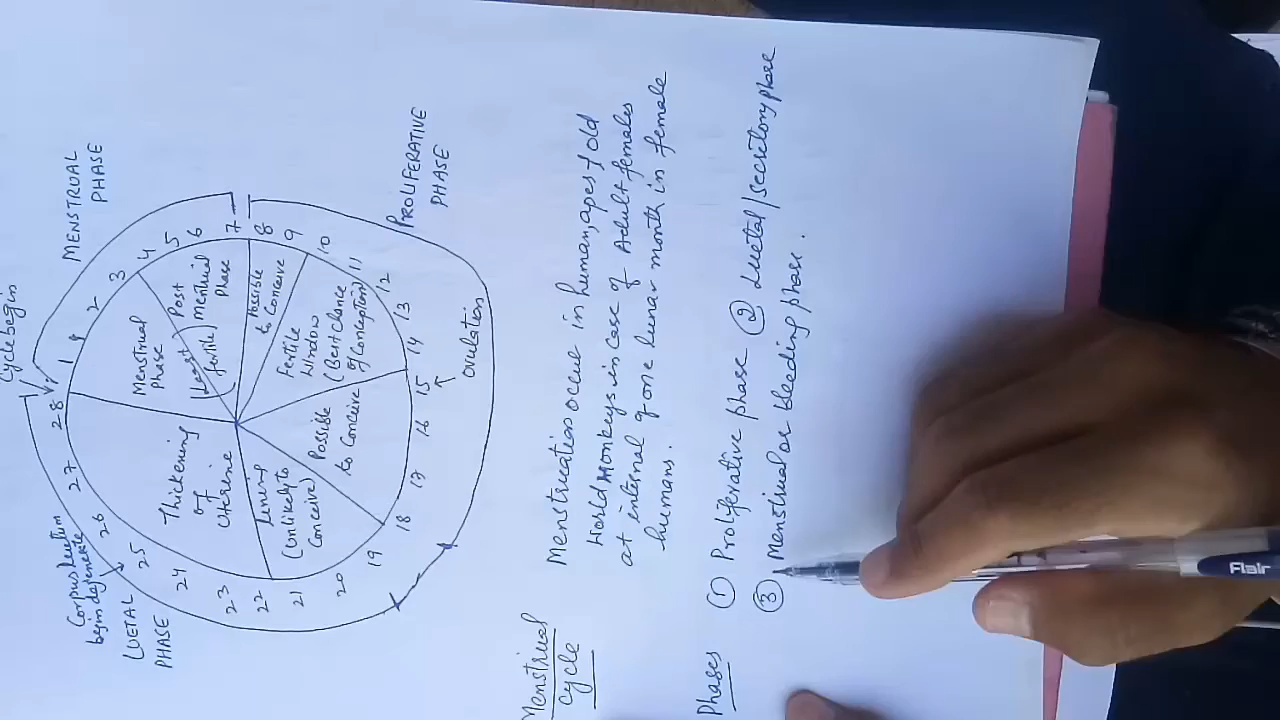 Cycle begin
MENSTRUAL
PHASE
PROLIFERATIVE
PHASE
ovulation
LUETAL
PHASE
Corpus luetum
begin degenerate
1 2 3 4 5 6 7 8 9 10 11 12 13 14 15 16 17 18 19 20 21 22 23 24 25 26 27 28
Menstrual
Phase
Post
menstrual
Phase
(Least
fertile)
Possible
to Conceive
Fertile
Window
(Best Chance
of Conception)
Possible
to Conceive
Thickening
of
Uterine
Lining
(Unlikely to
Conceive)
Menstrual
Cycle
Menstruation occur in human, apes & old
World Monkeys in case of Adult females
at internal of one lunar month in female
humans.
Phases
① Proliferative phase ② Luetal/secretory phase
③ Menstrual or bleeding phase.
Flair